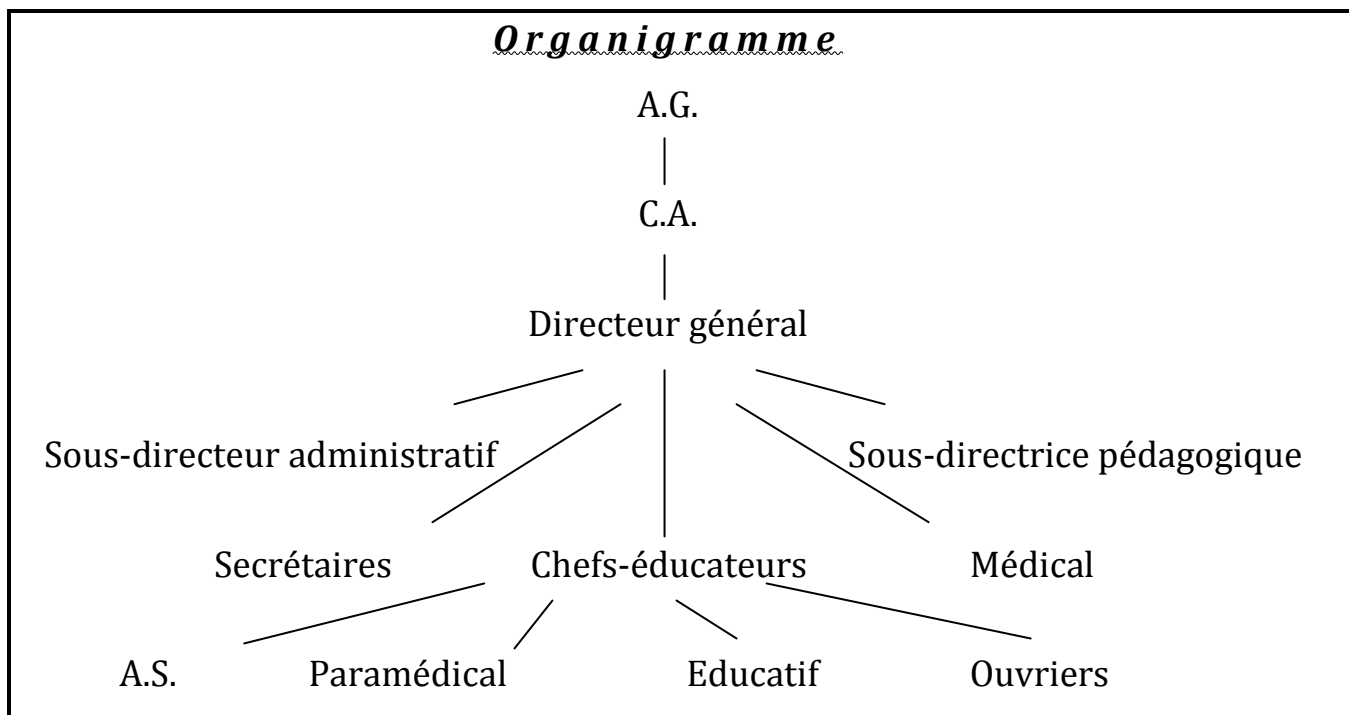 Organigramme
A.G.
C.A.
Directeur général
Sous-directeur administratif Sous-directrice pédagogique
Secrétaires Chefs-éducateurs Médical
A.S. Paramédical Educatif Ouvriers